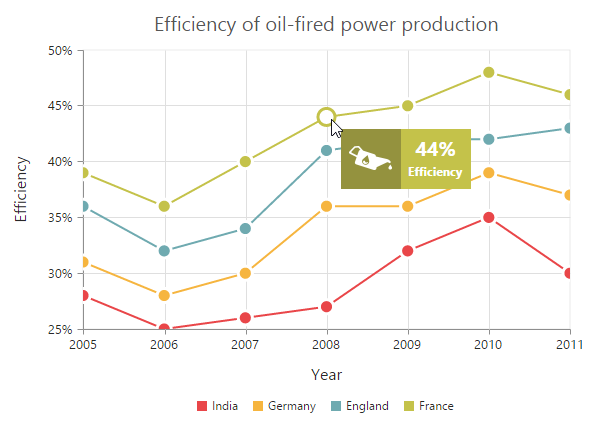 Efficiency of oil-fired power production
50%
45%
40%
35%
30%
25%
Efficiency
44%
Efficiency
2005 2006 2007 2008 2009 2010 2011
Year
India Germany England France